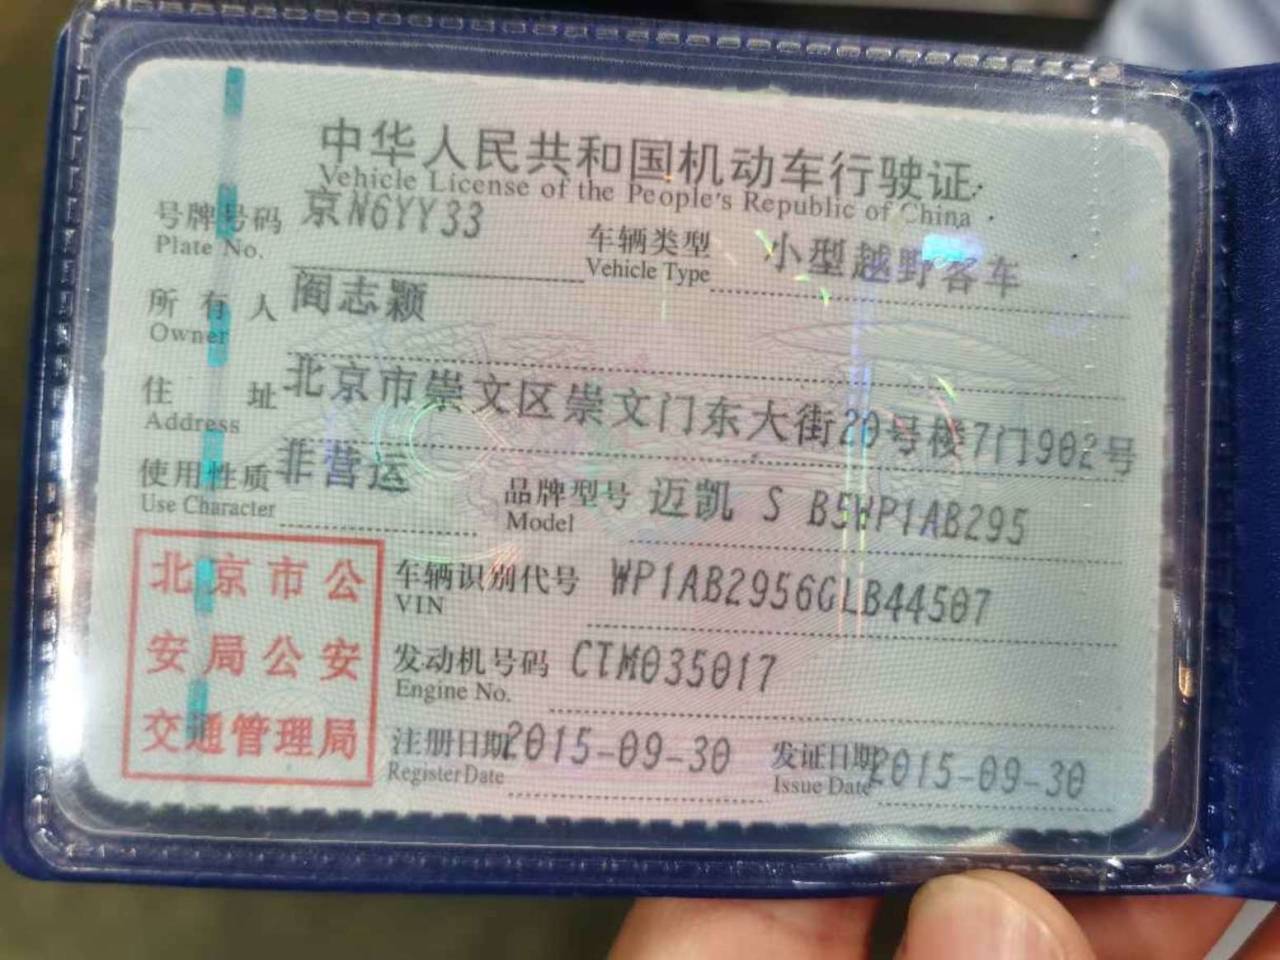 中华人民共和国机动车行驶证
Vehicle License of the People's Republic of China
号牌号码 京N6YY33 车辆类型 小型越野客车
Plate No. Vehicle Type
所有人 阎志颖
Owner
住址 北京市崇文区崇文门东大街20号楼7门902号
Address
使用性质 非营运 品牌型号 迈凯 S B5WP1AB295
Use Character Model
北京市公
安局公安
交通管理局
车辆识别代号 WP1AB2956GLB44507
VIN
发动机号码 CTM035017
Engine No.
注册日期 2015-09-30 发证日期 2015-09-30
Register Date Issue Date